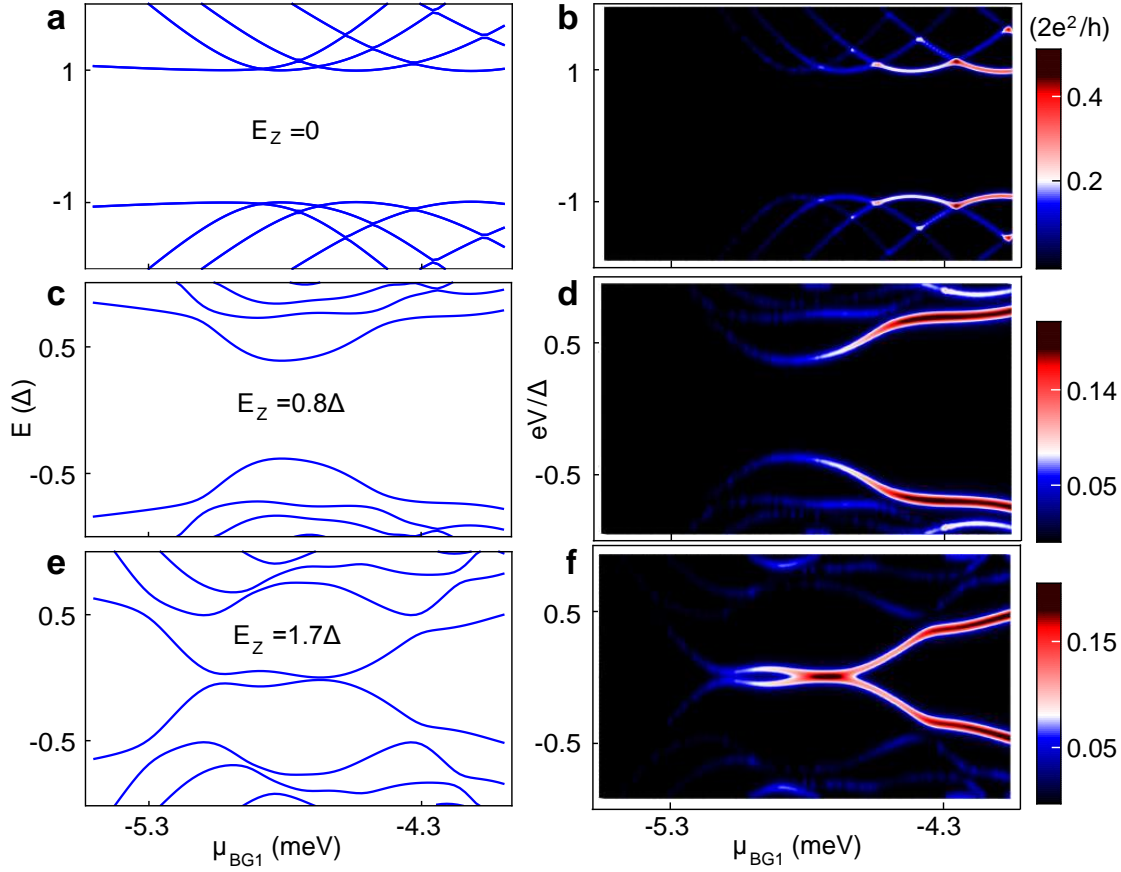 a
b
(2e²/h)
1
-1
E_Z =0
1
-1
0.4
0.2
c
d
0.5
-0.5
E (Δ)
E_Z =0.8Δ
eV/Δ
0.5
-0.5
0.14
0.05
e
f
0.5
-0.5
E_Z =1.7Δ
0.5
-0.5
0.15
0.05
-5.3
-4.3
-5.3
-4.3
μ_BG1 (meV)
μ_BG1 (meV)